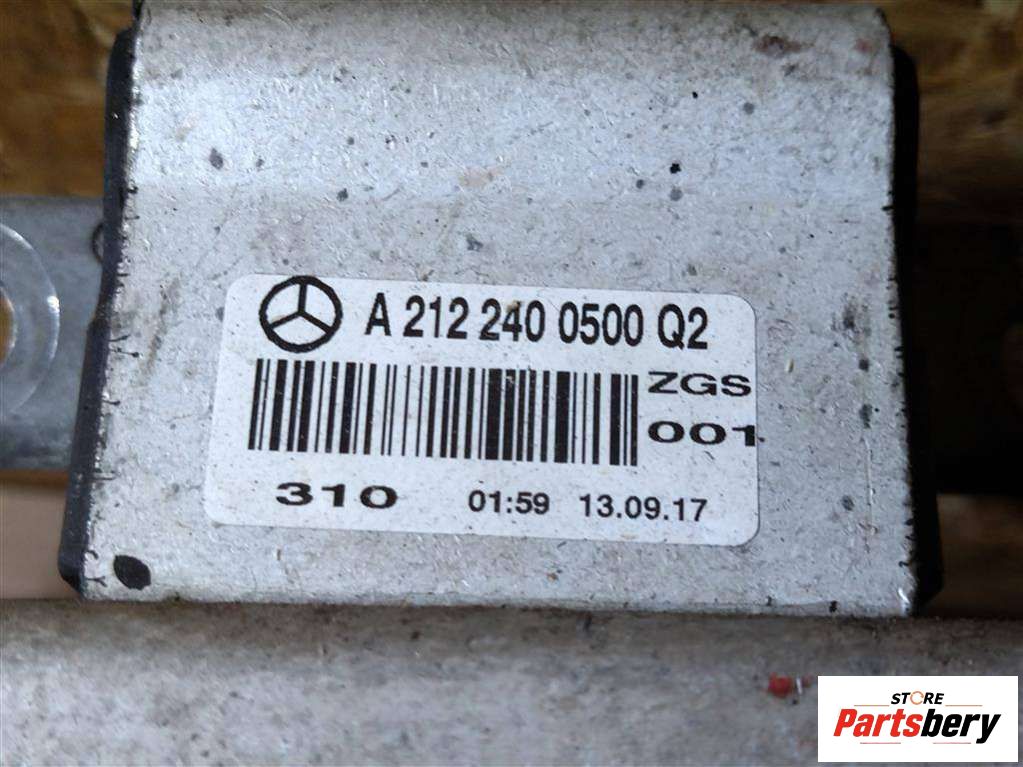 A 212 240 0500 Q2
ZGS
001
310 01:59 13.09.17
STORE
Partsbery